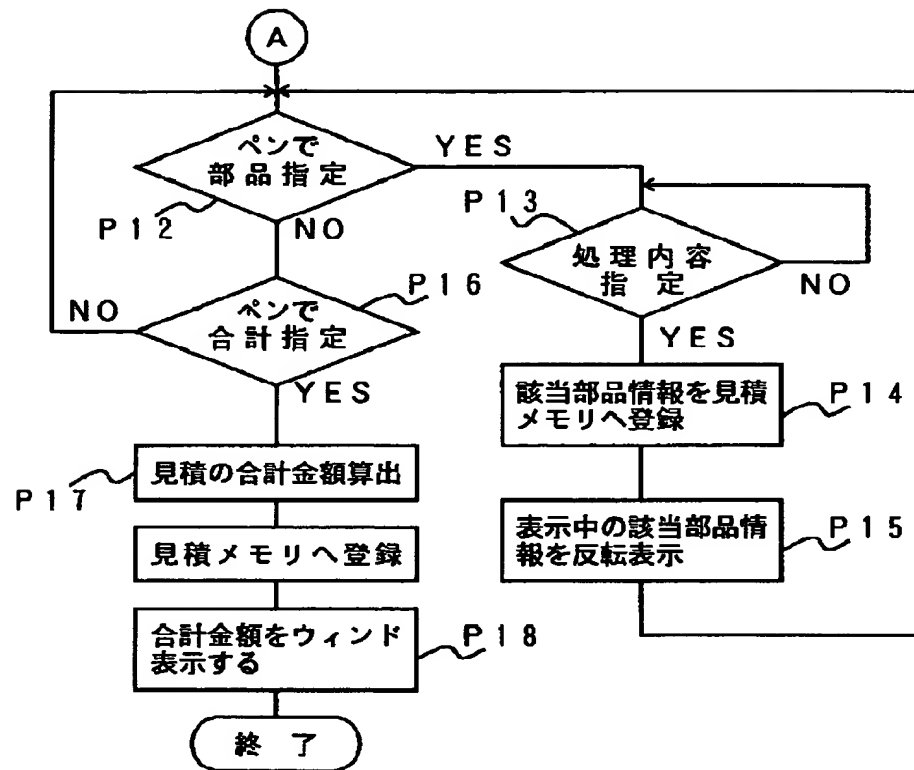 A
ペンで
部品指定
YES
P12
NO
P13
処理内容
指定
NO
P16
ペンで
合計指定
NO
YES
YES
該当部品情報を見積
メモリへ登録
P14
見積の合計金額算出
P17
表示中の該当部品情
報を反転表示
P15
見積メモリへ登録
合計金額をウィンド
表示する
P18
終了